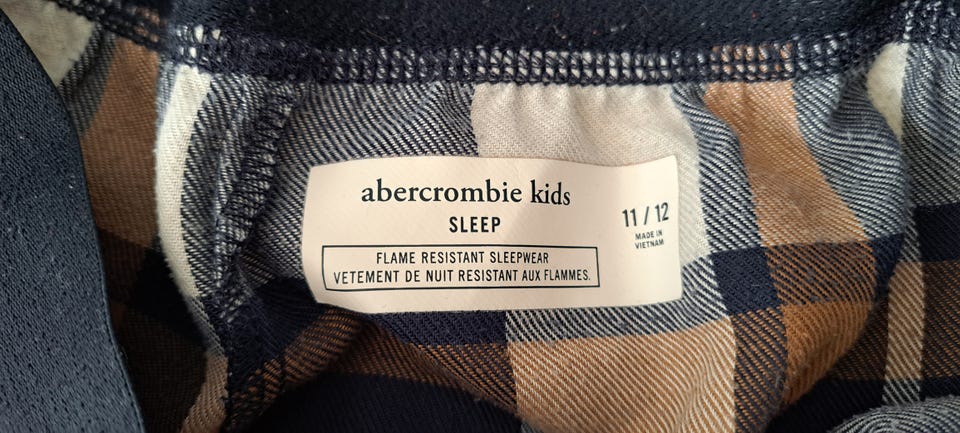 abercrombie kids
SLEEP
11 / 12
MADE IN
VIETNAM
FLAME RESISTANT SLEEPWEAR
VETEMENT DE NUIT RESISTANT AUX FLAMMES.